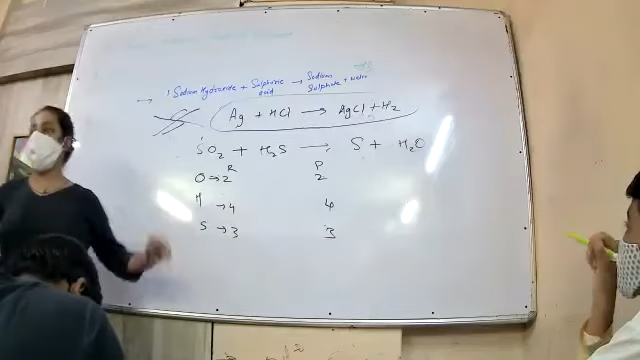 → 1 Sodium Hydroxide + Sulphuric acid → Sodium Sulphate + Water
Ag + HCl → AgCl + H₂
SO₂ + H₂S → S + H₂O
R P
O → 2 2
H → 4 4
S → 3 3